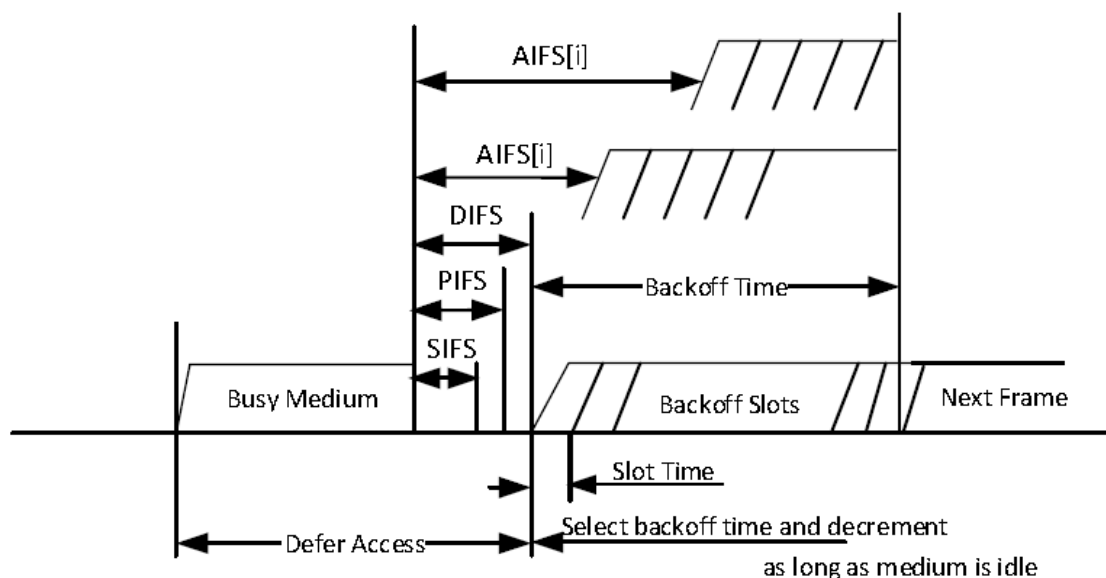 AIFS[i]
AIFS[i]
DIFS
PIFS
Backoff Time
SIFS
Busy Medium
Backoff Slots
Next Frame
Slot Time
Select backoff time and decrement
Defer Access
as long as medium is idle